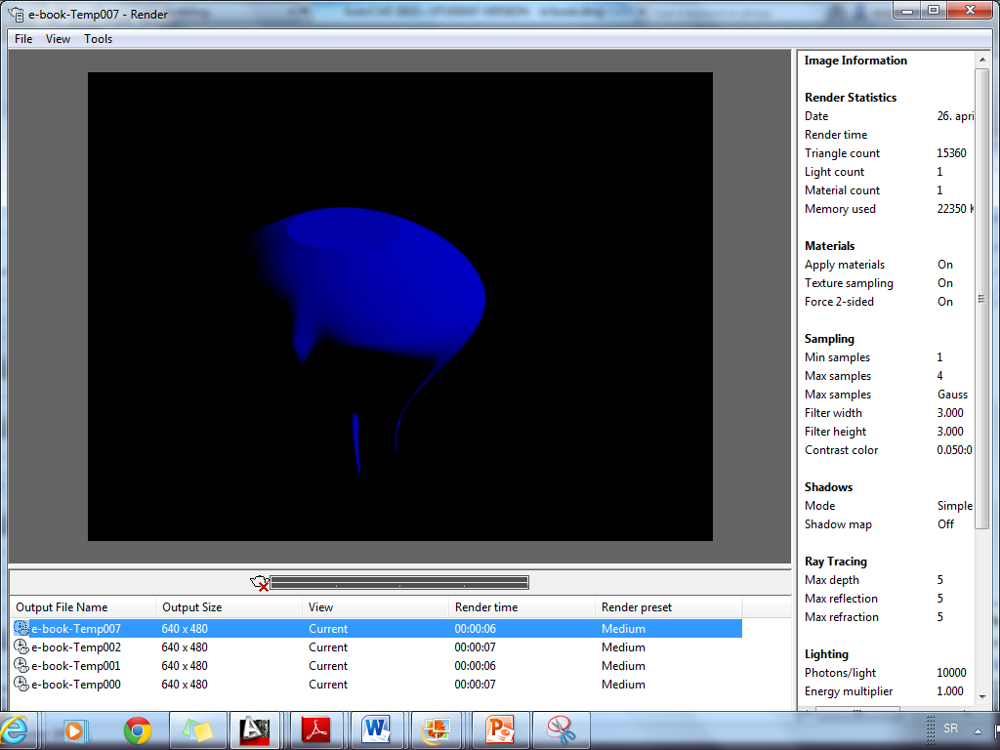 e-book-Temp007 - Render
File View Tools
Image Information
Render Statistics
Date 26. apri
Render time
Triangle count 15360
Light count 1
Material count 1
Memory used 22350 K
Materials
Apply materials On
Texture sampling On
Force 2-sided On
Sampling
Min samples 1
Max samples 4
Max samples Gauss
Filter width 3.000
Filter height 3.000
Contrast color 0.050:0
Shadows
Mode Simple
Shadow map Off
Ray Tracing
Max depth 5
Max reflection 5
Max refraction 5
Lighting
Photons/light 10000
Energy multiplier 1.000
Output File Name Output Size View Render time Render preset
e-book-Temp007 640 x 480 Current 00:00:06 Medium
e-book-Temp002 640 x 480 Current 00:00:07 Medium
e-book-Temp001 640 x 480 Current 00:00:06 Medium
e-book-Temp000 640 x 480 Current 00:00:07 Medium
SR